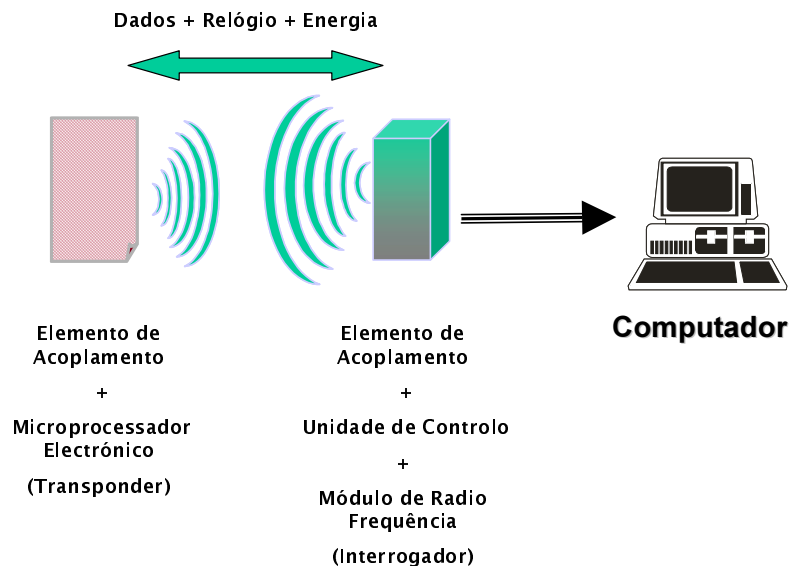 Dados + Relógio + Energia
Elemento de
Acoplamento
+
Microprocessador
Electrónico
(Transponder)
Elemento de
Acoplamento
+
Unidade de Controlo
+
Módulo de Radio
Frequência
(Interrogador)
Computador